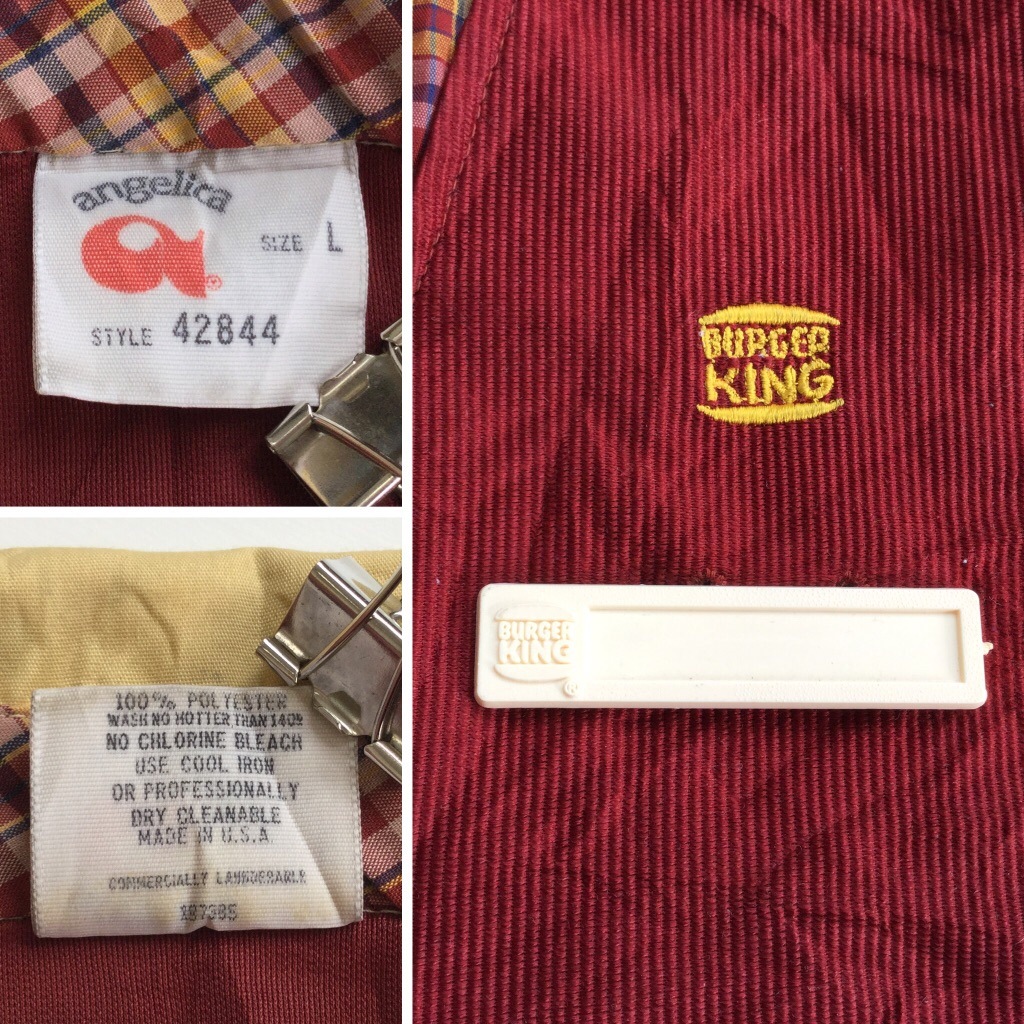 angelica
SIZE L
®
STYLE 42844
100% POLYESTER
WASH NO HOTTER THAN 140°
NO CHLORINE BLEACH
USE COOL IRON
OR PROFESSIONALLY
DRY CLEANABLE
MADE IN U.S.A
COMMERCIALLY LAUNDERABLE
BURGER
KING
BURGER
KING
®